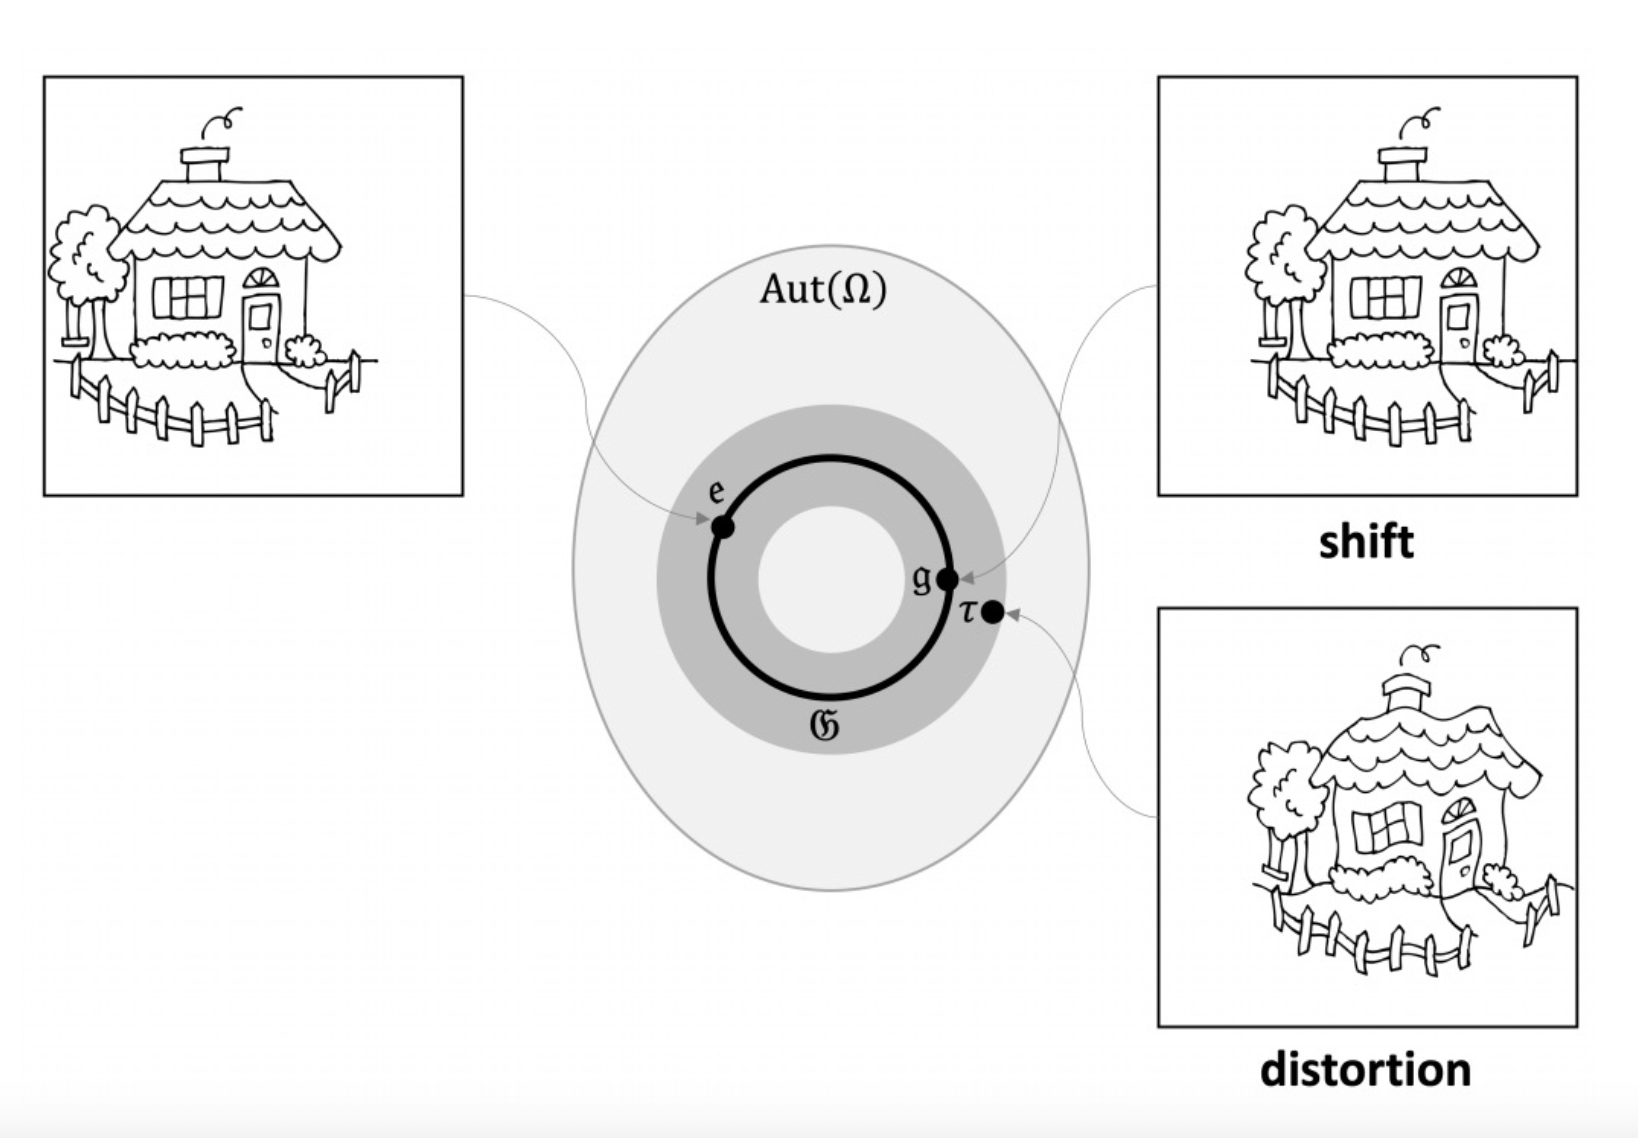 Aut(Ω)
𝔢
𝔤
τ
𝔊
shift
distortion